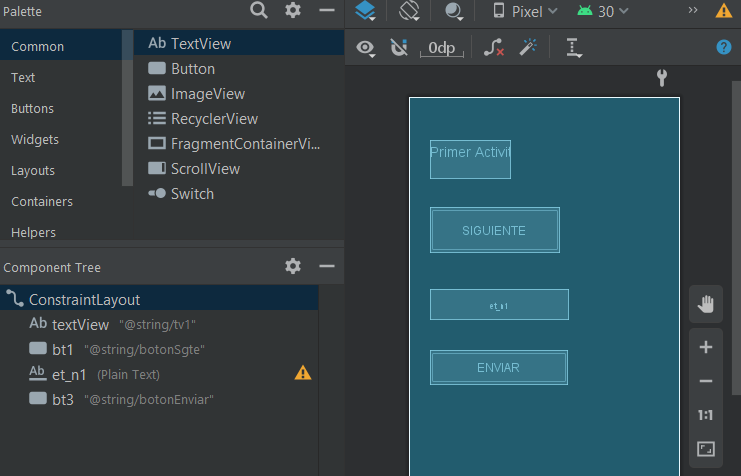 Palette
Common
Text
Buttons
Widgets
Layouts
Containers
Helpers
Ab TextView
Button
ImageView
RecyclerView
FragmentContainerVi...
ScrollView
Switch
Component Tree
ConstraintLayout
Ab textView "@string/tv1"
bt1 "@string/botonSgte"
Ab et_n1 (Plain Text)
bt3 "@string/botonEnviar"
Pixel 30 >>
0dp ?
Primer Activit
SIGUIENTE
et_n1
ENVIAR
1:1